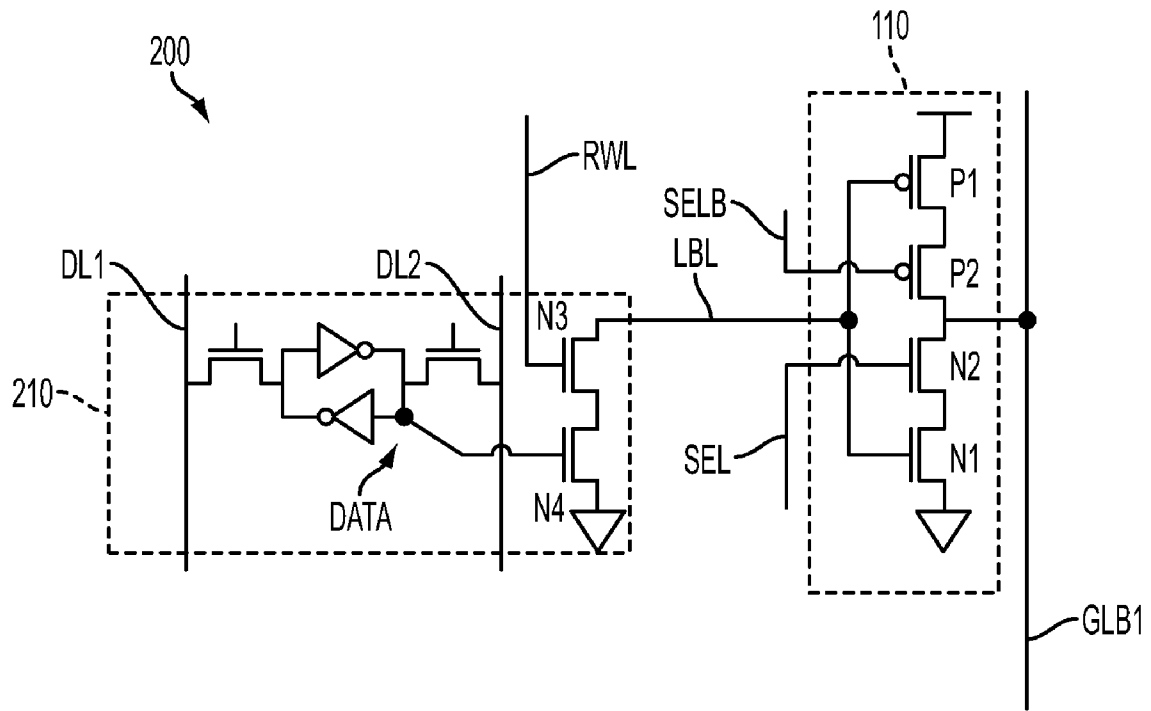 200
110
RWL
P1
SELB
LBL
DL1
DL2
P2
N3
210
N2
SEL
N1
DATA
N4
GLB1